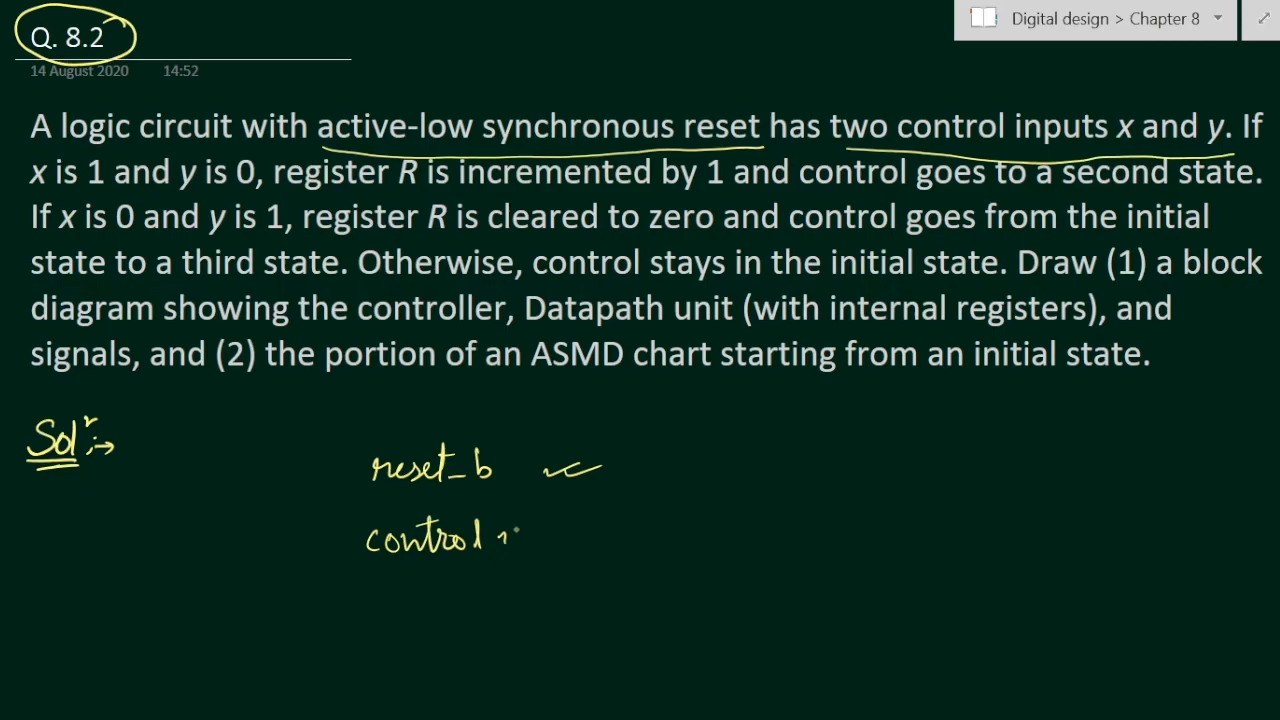 Q. 8.2
Digital design > Chapter 8
14 August 2020 14:52
A logic circuit with active-low synchronous reset has two control inputs x and y. If
x is 1 and y is 0, register R is incremented by 1 and control goes to a second state.
If x is 0 and y is 1, register R is cleared to zero and control goes from the initial
state to a third state. Otherwise, control stays in the initial state. Draw (1) a block
diagram showing the controller, Datapath unit (with internal registers), and
signals, and (2) the portion of an ASMD chart starting from an initial state.
Solⁿ :→
reset_b
control